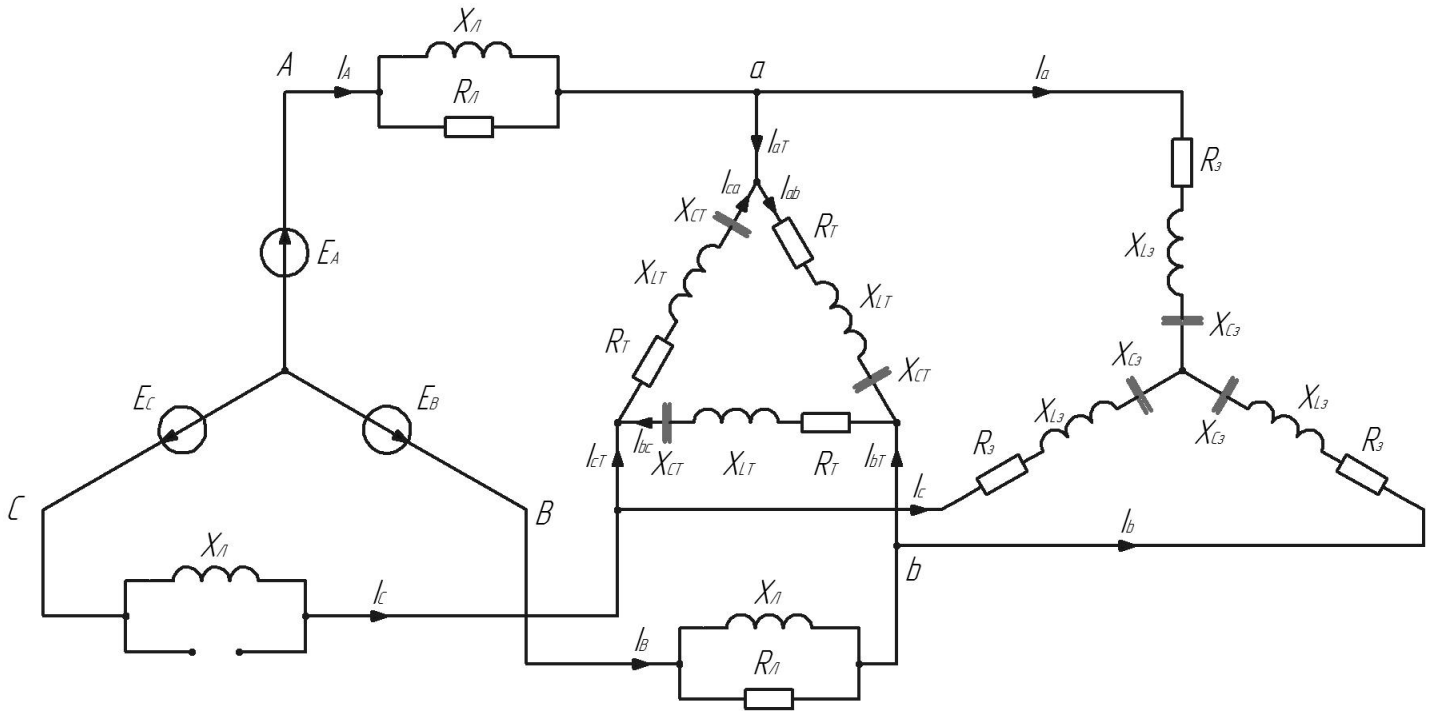 Xл
A
IA
a
Ia
Rл
IaT
Rз
Ica
Iab
XCT
RT
XLз
EA
XLT
XLT
XCз
RT
XCT
XCз
EC
EB
XLз
XLз
XCз
Rз
Rз
Ibc
IcT
XCT
XLT
RT
IbT
C
B
Ic
Ib
Xл
b
IC
Xл
IB
Rл